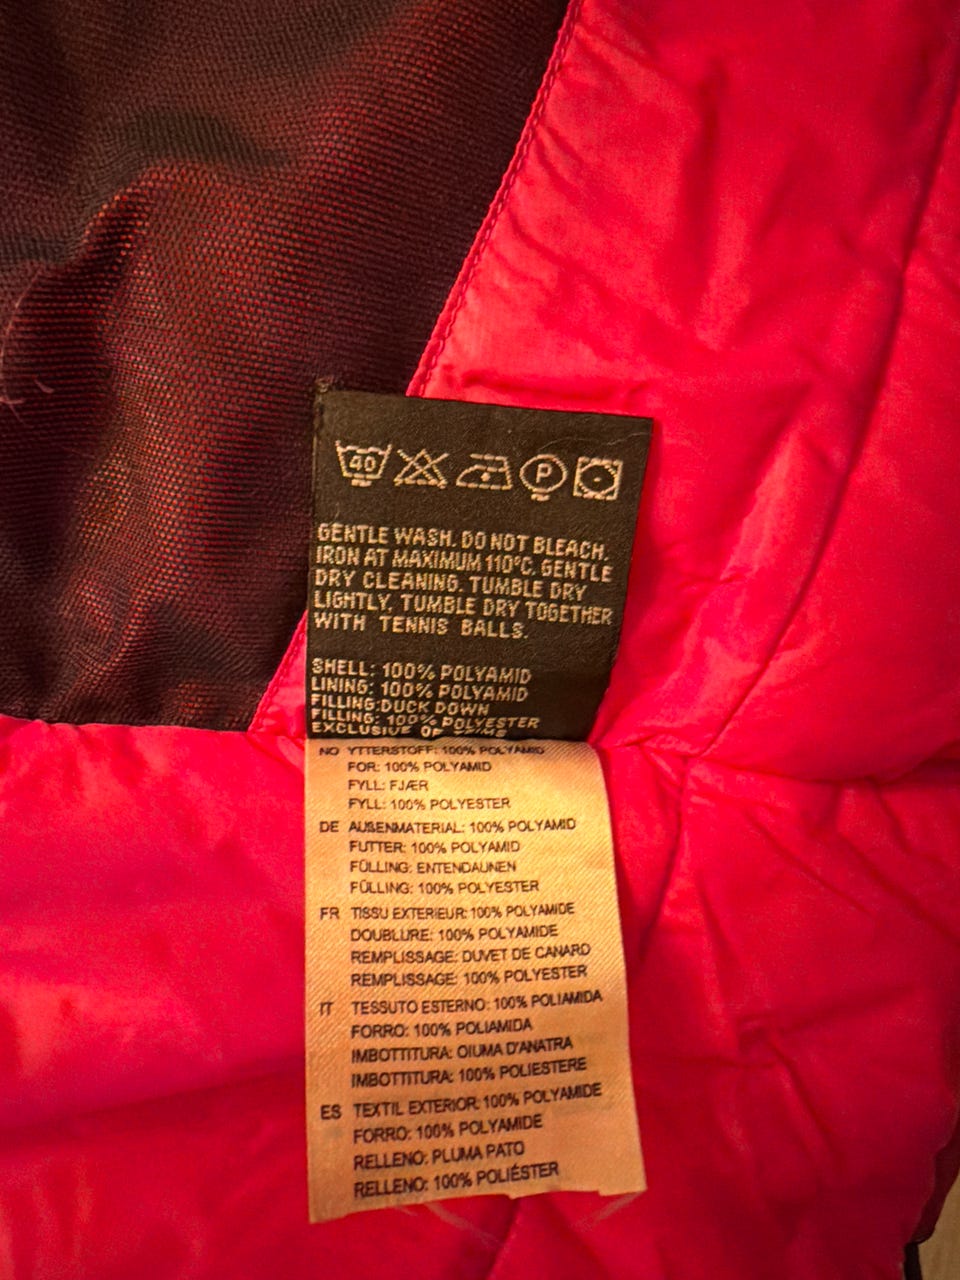 40 P
GENTLE WASH. DO NOT BLEACH.
IRON AT MAXIMUM 110°C. GENTLE
DRY CLEANING. TUMBLE DRY
LIGHTLY, TUMBLE DRY TOGETHER
WITH TENNIS BALLS.
SHELL: 100% POLYAMID
LINING: 100% POLYAMID
FILLING:DUCK DOWN
FILLING: 100% POLYESTER
EXCLUSIVE OF TRIMS
NO YTTERSTOFF: 100% POLYAMID
FOR: 100% POLYAMID
FYLL: FJÆR
FYLL: 100% POLYESTER
DE AUßENMATERIAL: 100% POLYAMID
FUTTER: 100% POLYAMID
FÜLLING: ENTENDAUNEN
FÜLLING: 100% POLYESTER
FR TISSU EXTERIEUR: 100% POLYAMIDE
DOUBLURE: 100% POLYAMIDE
REMPLISSAGE: DUVET DE CANARD
REMPLISSAGE: 100% POLYESTER
IT TESSUTO ESTERNO: 100% POLIAMIDA
FORRO: 100% POLIAMIDA
IMBOTTITURA: OIUMA D'ANATRA
IMBOTTITURA: 100% POLIESTERE
ES TEXTIL EXTERIOR: 100% POLYAMIDE
FORRO: 100% POLYAMIDE
RELLENO: PLUMA PATO
RELLENO: 100% POLIÉSTER